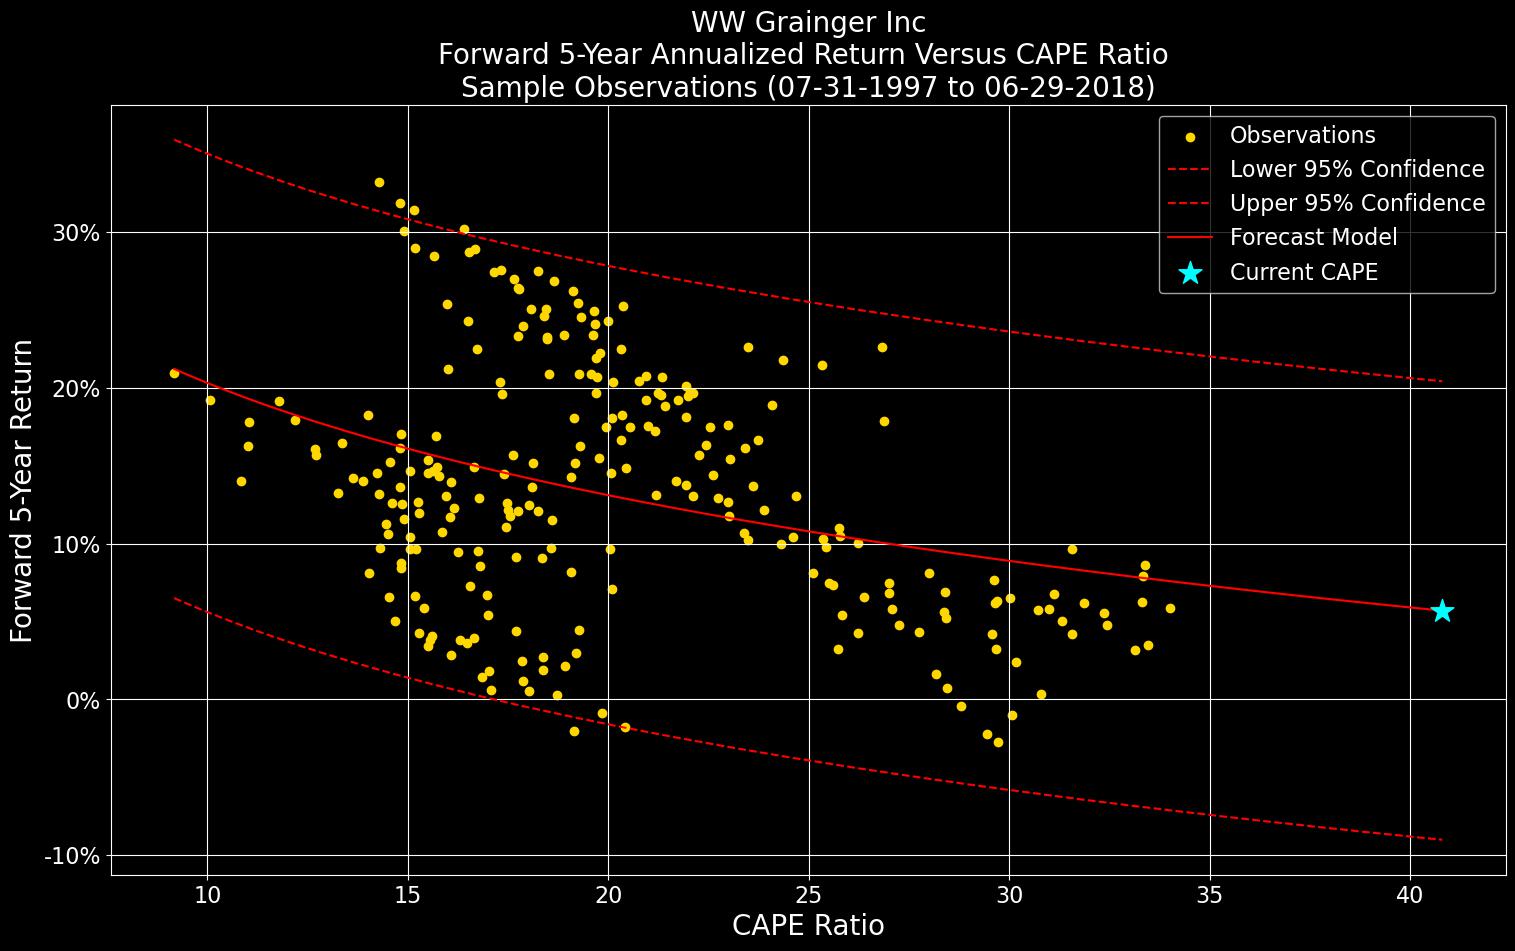 WW Grainger Inc
Forward 5-Year Annualized Return Versus CAPE Ratio
Sample Observations (07-31-1997 to 06-29-2018)
Observations
Lower 95% Confidence
Upper 95% Confidence
Forecast Model
Current CAPE
Forward 5-Year Return
30%
20%
10%
0%
-10%
10 15 20 25 30 35 40
CAPE Ratio